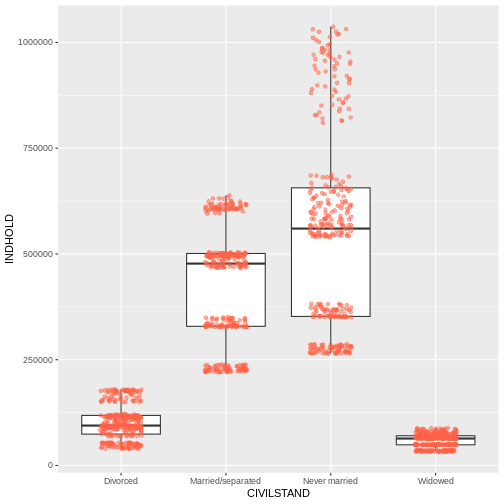 1000000
750000
500000
250000
0
INDHOLD
Divorced Married/separated Never married Widowed
CIVILSTAND